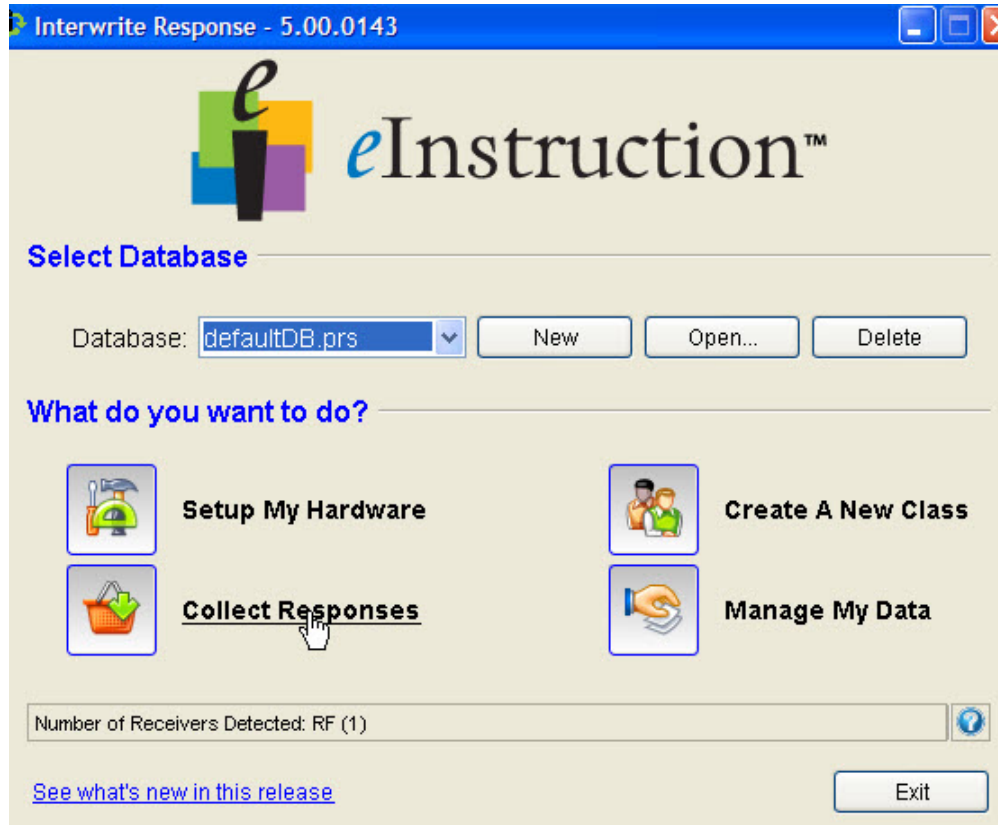 Interwrite Response - 5.00.0143
eInstruction™
Select Database
Database: defaultDB.prs New Open... Delete
What do you want to do?
Setup My Hardware Create A New Class
Collect Responses Manage My Data
Number of Receivers Detected: RF (1)
See what's new in this release Exit